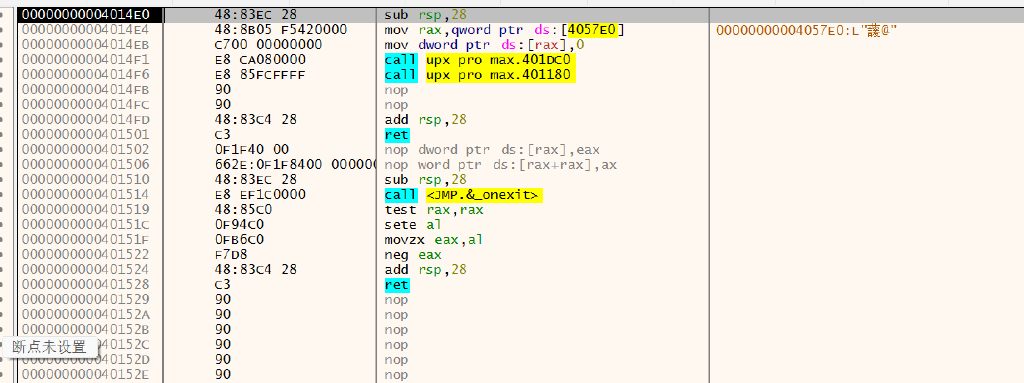 00000000004014E0 48:83EC 28 sub rsp,28
00000000004014E4 48:8B05 F5420000 mov rax,qword ptr ds:[4057E0] 00000000004057E0:L"蘐@"
00000000004014EB C700 00000000 mov dword ptr ds:[rax],0
00000000004014F1 E8 CA080000 call upx pro max.401DC0
00000000004014F6 E8 85FCFFFF call upx pro max.401180
00000000004014FB 90 nop
00000000004014FC 90 nop
00000000004014FD 48:83C4 28 add rsp,28
0000000000401501 C3 ret
0000000000401502 0F1F40 00 nop dword ptr ds:[rax],eax
0000000000401506 662E:0F1F8400 000000 nop word ptr ds:[rax+rax],ax
0000000000401510 48:83EC 28 sub rsp,28
0000000000401514 E8 EF1C0000 call <JMP.&_onexit>
0000000000401519 48:85C0 test rax,rax
000000000040151C 0F94C0 sete al
000000000040151F 0FB6C0 movzx eax,al
0000000000401522 F7D8 neg eax
0000000000401524 48:83C4 28 add rsp,28
0000000000401528 C3 ret
0000000000401529 90 nop
000000000040152A 90 nop
000000000040152B 90 nop
断点未设置 40152C 90 nop
000000000040152D 90 nop
000000000040152E 90 nop